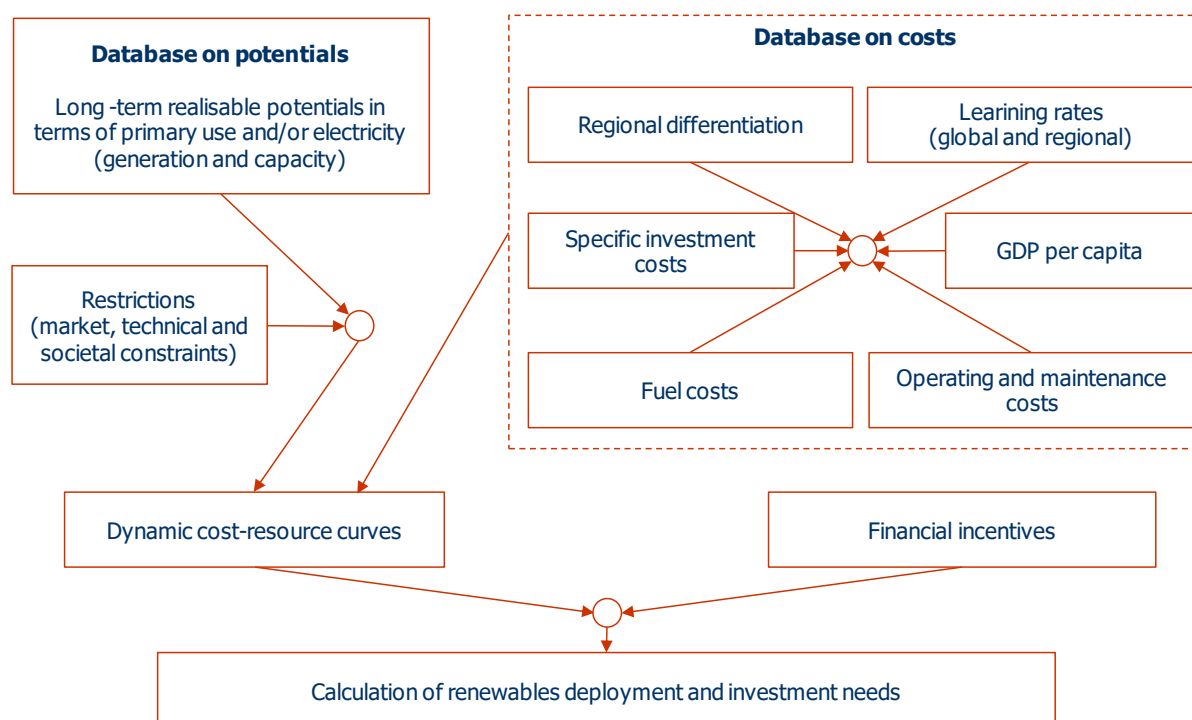 Database on potentials
Long -term realisable potentials in
terms of primary use and/or electricity
(generation and capacity)
Database on costs
Regional differentiation
Learining rates
(global and regional)
Specific investment
costs
GDP per capita
Restrictions
(market, technical and
societal constraints)
Fuel costs
Operating and maintenance
costs
Dynamic cost-resource curves
Financial incentives
Calculation of renewables deployment and investment needs